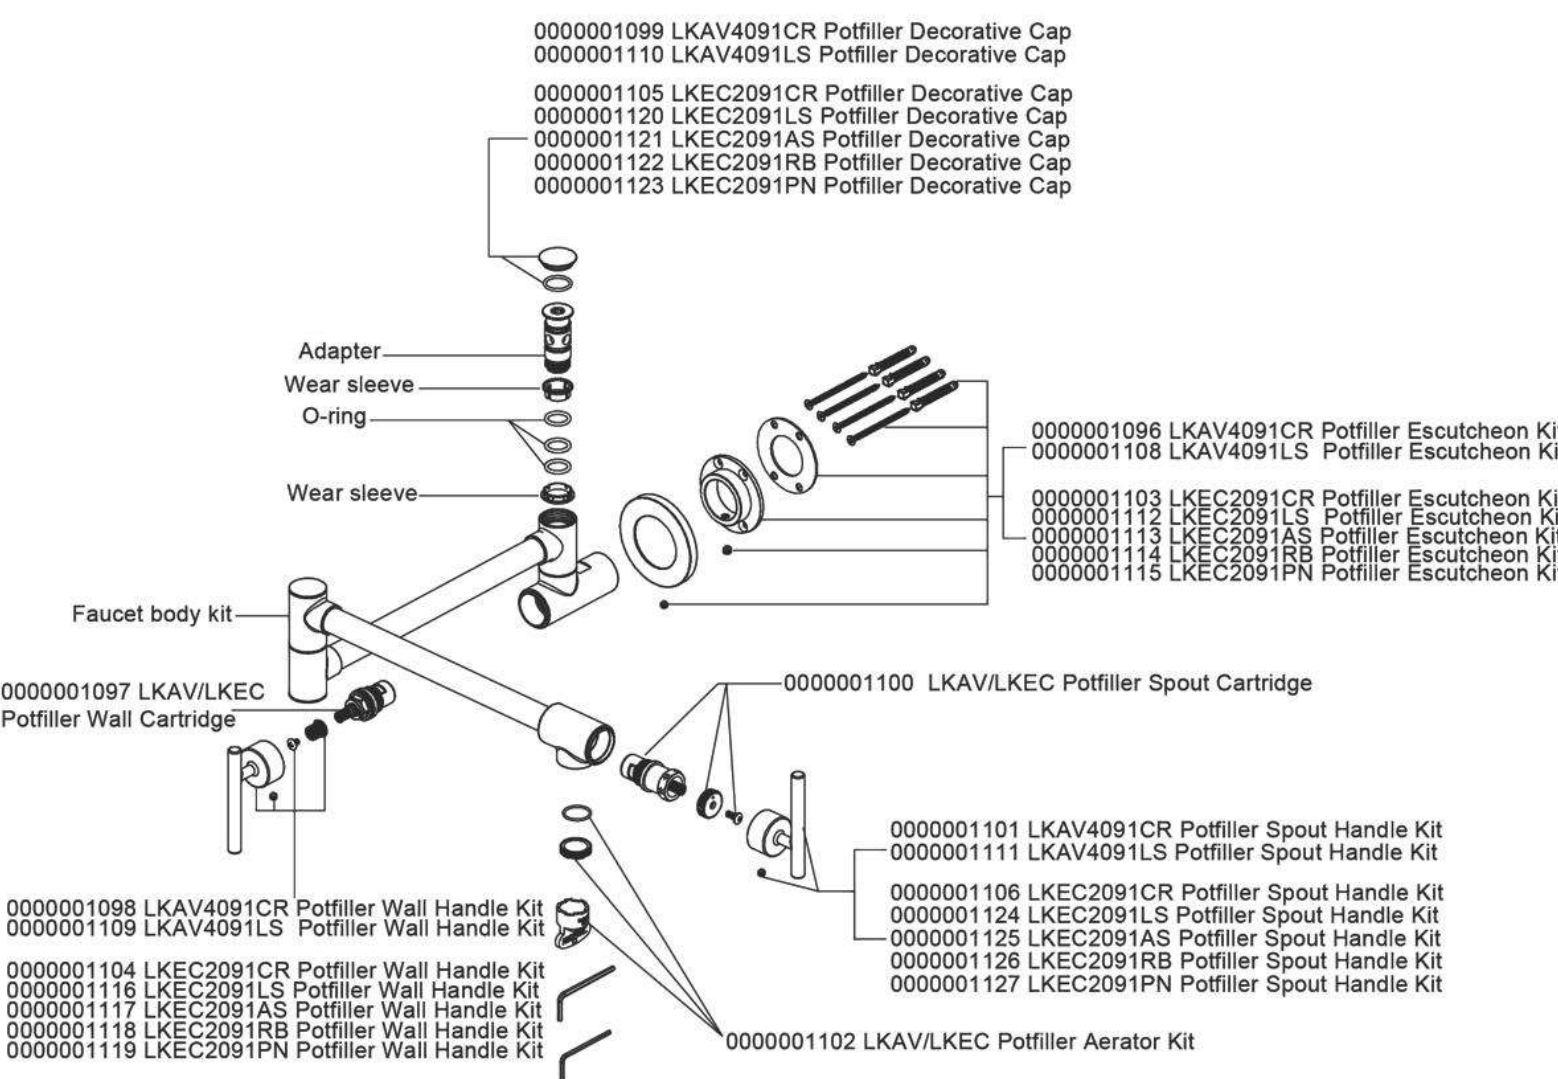 0000001099 LKAV4091CR Potfiller Decorative Cap
0000001110 LKAV4091LS Potfiller Decorative Cap
0000001105 LKEC2091CR Potfiller Decorative Cap
0000001120 LKEC2091LS Potfiller Decorative Cap
0000001121 LKEC2091AS Potfiller Decorative Cap
0000001122 LKEC2091RB Potfiller Decorative Cap
0000001123 LKEC2091PN Potfiller Decorative Cap
Adapter
Wear sleeve
O-ring
Wear sleeve
0000001096 LKAV4091CR Potfiller Escutcheon Kit
0000001108 LKAV4091LS Potfiller Escutcheon Ki
0000001103 LKEC2091CR Potfiller Escutcheon Ki
0000001112 LKEC2091LS Potfiller Escutcheon Ki
0000001113 LKEC2091AS Potfiller Escutcheon Kit
0000001114 LKEC2091RB Potfiller Escutcheon Ki
0000001115 LKEC2091PN Potfiller Escutcheon Ki
Faucet body kit
0000001097 LKAV/LKEC
Potfiller Wall Cartridge
0000001100 LKAV/LKEC Potfiller Spout Cartridge
0000001101 LKAV4091CR Potfiller Spout Handle Kit
0000001111 LKAV4091LS Potfiller Spout Handle Kit
0000001106 LKEC2091CR Potfiller Spout Handle Kit
0000001124 LKEC2091LS Potfiller Spout Handle Kit
0000001125 LKEC2091AS Potfiller Spout Handle Kit
0000001126 LKEC2091RB Potfiller Spout Handle Kit
0000001127 LKEC2091PN Potfiller Spout Handle Kit
0000001098 LKAV4091CR Potfiller Wall Handle Kit
0000001109 LKAV4091LS Potfiller Wall Handle Kit
0000001104 LKEC2091CR Potfiller Wall Handle Kit
0000001116 LKEC2091LS Potfiller Wall Handle Kit
0000001117 LKEC2091AS Potfiller Wall Handle Kit
0000001118 LKEC2091RB Potfiller Wall Handle Kit
0000001119 LKEC2091PN Potfiller Wall Handle Kit
0000001102 LKAV/LKEC Potfiller Aerator Kit